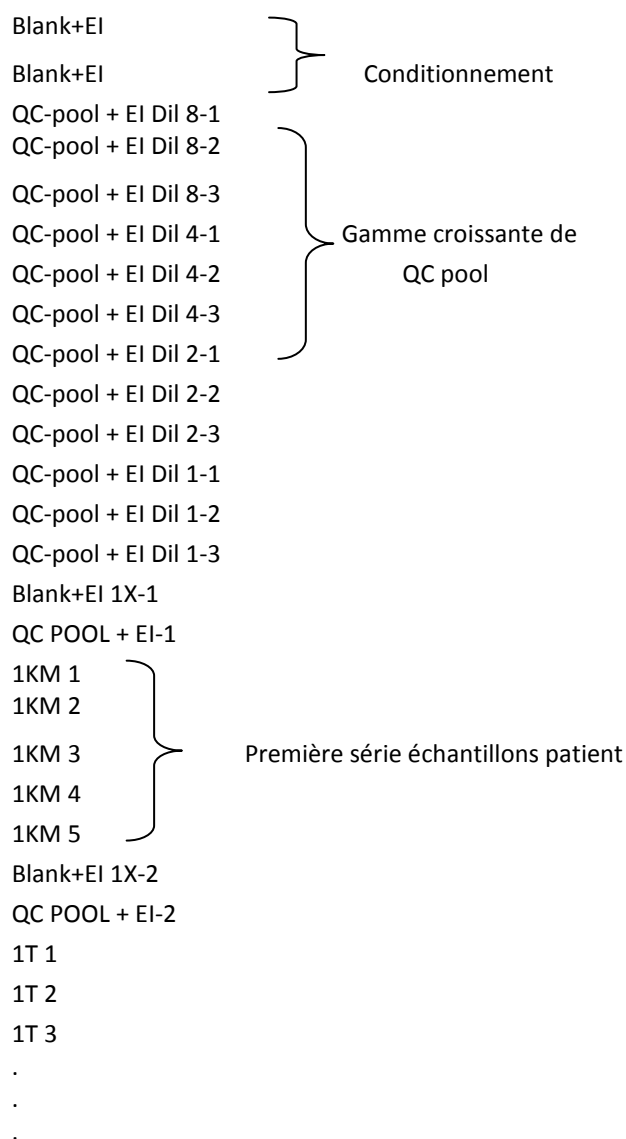 Blank+EI
Blank+EI Conditionnement
QC-pool + EI Dil 8-1
QC-pool + EI Dil 8-2
QC-pool + EI Dil 8-3
QC-pool + EI Dil 4-1 Gamme croissante de
QC-pool + EI Dil 4-2 QC pool
QC-pool + EI Dil 4-3
QC-pool + EI Dil 2-1
QC-pool + EI Dil 2-2
QC-pool + EI Dil 2-3
QC-pool + EI Dil 1-1
QC-pool + EI Dil 1-2
QC-pool + EI Dil 1-3
Blank+EI 1X-1
QC POOL + EI-1
1KM 1
1KM 2
1KM 3 Première série échantillons patient
1KM 4
1KM 5
Blank+EI 1X-2
QC POOL + EI-2
1T 1
1T 2
1T 3
.
.
.